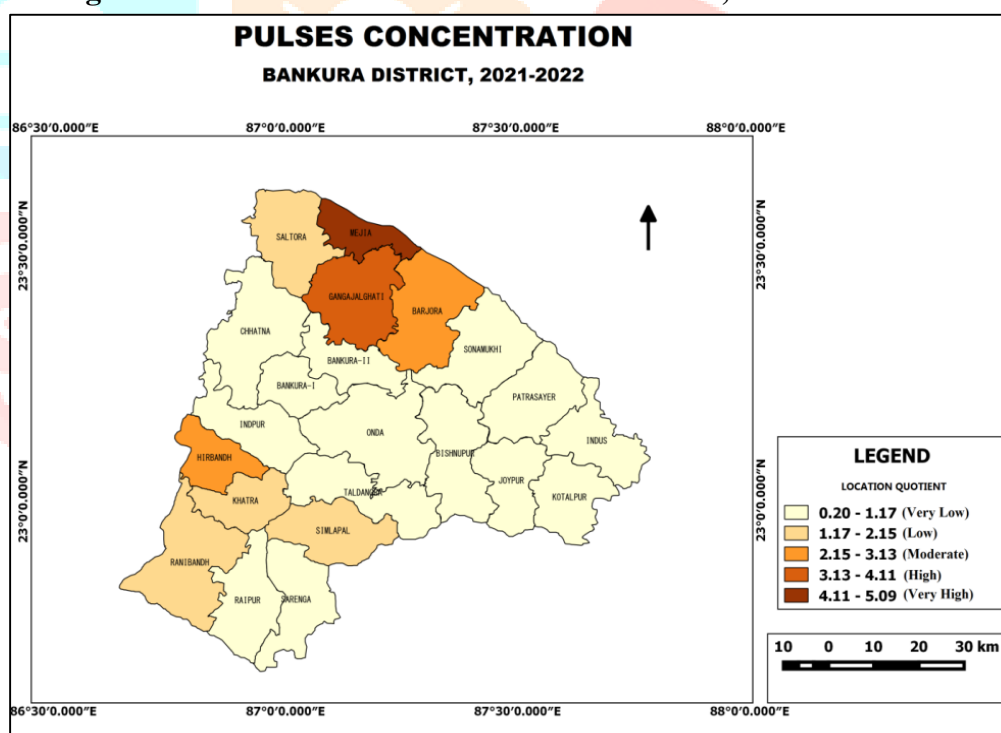 PULSES CONCENTRATION
BANKURA DISTRICT, 2021-2022
86°30'0.000"E 87°0'0.000"E 87°30'0.000"E 88°0'0.000"E
23°30'0.000"N
23°30'0.000"N
SALTORA
MEJIA
GANGAJALGHATI
BARJORA
CHHATNA
BANKURA-II
SONAMUKHI
BANKURA-I
PATRASAYER
INDPUR
ONDA
INDUS
BISHNUPUR
HIRBANDH
JOYPUR
KHATRA
KOTALPUR
SIMLAPAL
RANIBANDH
RAIPUR
SARENGA
23°0'0.000"N
23°0'0.000"N
LEGEND
LOCATION QUOTIENT
0.20 - 1.17 (Very Low)
1.17 - 2.15 (Low)
2.15 - 3.13 (Moderate)
3.13 - 4.11 (High)
4.11 - 5.09 (Very High)
10 0 10 20 30 km
86°30'0.000"E 87°0'0.000"E 87°30'0.000"E 88°0'0.000"E